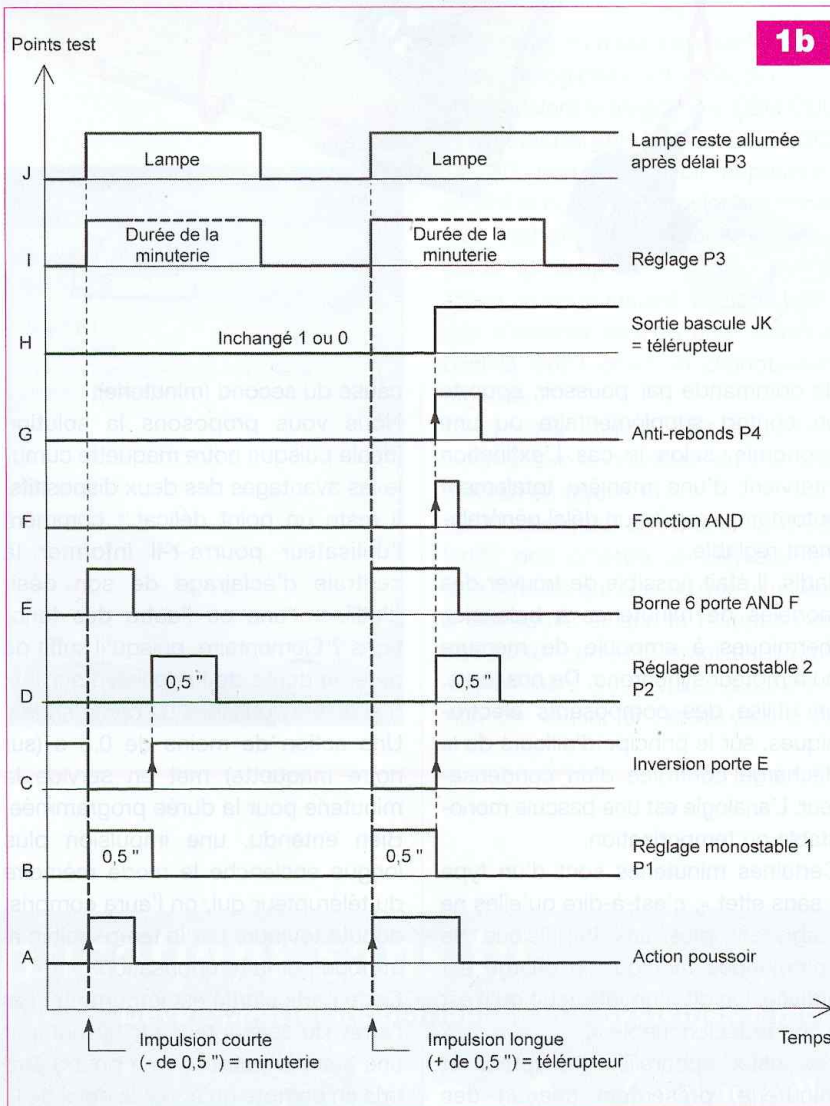 1b
Points test
J
Lampe
Lampe
Lampe reste allumée
après délai P3
I
Durée de la
minuterie
Durée de la
minuterie
Réglage P3
H
Inchangé 1 ou 0
Sortie bascule JK
= télérupteur
G
Anti-rebonds P4
F
Fonction AND
E
Borne 6 porte AND F
D
0,5 "
0,5 "
Réglage monostable 2
P2
C
Inversion porte E
B
0,5 "
0,5 "
Réglage monostable 1
P1
A
Action poussoir
Temps
Impulsion courte
(- de 0,5 ") = minuterie
Impulsion longue
(+ de 0,5 ") = télérupteur